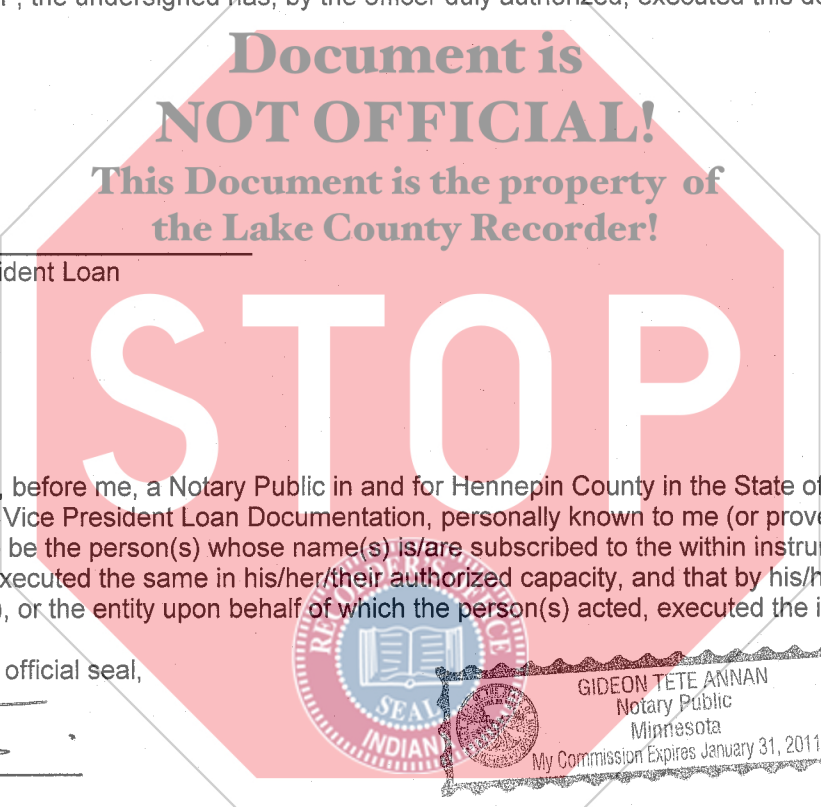 , the undersigned has, by the officer duly authorized, executed this
Document is
NOT OFFICIAL!
This Document is the property of
the Lake County Recorder!
ident Loan
STOP
, before me, a Notary Public in and for Hennepin County in the State of
Vice President Loan Documentation, personally known to me (or prove
be the person(s) whose name(s) is/are subscribed to the within instru
xecuted the same in his/her/their authorized capacity, and that by his/h
), or the entity upon behalf of which the person(s) acted, executed the i
official seal,
RECORDER'S OFFICE
SEAL
INDIANA
GIDEON TETE ANNAN
Notary Public
Minnesota
My Commission Expires January 31, 2011